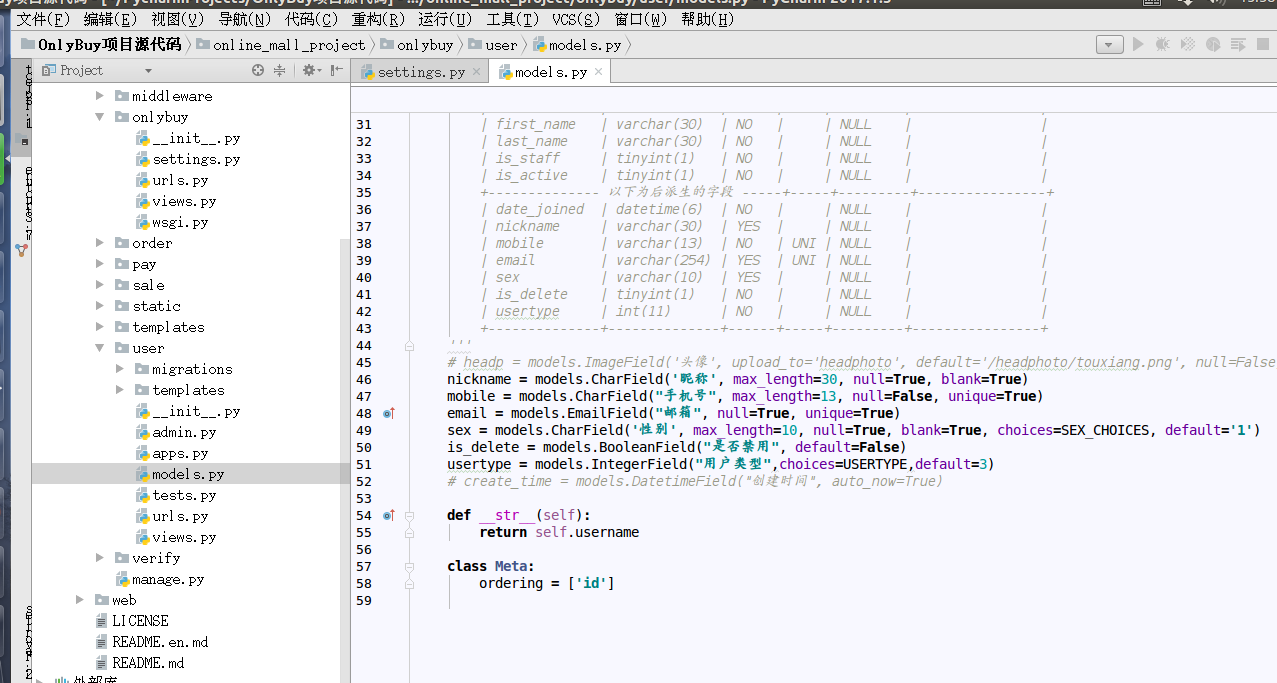 文件(F) 编辑(E) 视图(V) 导航(N) 代码(C) 重构(R) 运行(U) 工具(T) VCS(S) 窗口(W) 帮助(H)
OnlyBuy项目源代码 online_mall_project onlybuy user models.py
Project
settings.py models.py
middleware
onlybuy
__init__.py
settings.py
urls.py
views.py
wsgi.py
order
pay
sale
static
templates
user
migrations
templates
__init__.py
admin.py
apps.py
models.py
tests.py
urls.py
views.py
verify
manage.py
web
LICENSE
README.en.md
README.md
外部库
31 | first_name | varchar(30) | NO | | NULL | |
32 | last_name | varchar(30) | NO | | NULL | |
33 | is_staff | tinyint(1) | NO | | NULL | |
34 | is_active | tinyint(1) | NO | | NULL | |
35 +-------------- 以下为后派生的字段 -----+-----+---------+----------------+
36 | date_joined | datetime(6) | NO | | NULL | |
37 | nickname | varchar(30) | YES | | NULL | |
38 | mobile | varchar(13) | NO | UNI | NULL | |
39 | email | varchar(254) | YES | UNI | NULL | |
40 | sex | varchar(10) | YES | | NULL | |
41 | is_delete | tinyint(1) | NO | | NULL | |
42 | usertype | int(11) | NO | | NULL | |
43 +--------------+--------------+------+-----+---------+----------------+
44 '''
45 # headp = models.ImageField('头像', upload_to='headphoto', default='/headphoto/touxiang.png', null=False
46 nickname = models.CharField('昵称', max_length=30, null=True, blank=True)
47 mobile = models.CharField("手机号", max_length=13, null=False, unique=True)
48 email = models.EmailField("邮箱", null=True, unique=True)
49 sex = models.CharField('性别', max_length=10, null=True, blank=True, choices=SEX_CHOICES, default='1')
50 is_delete = models.BooleanField("是否禁用", default=False)
51 usertype = models.IntegerField("用户类型",choices=USERTYPE,default=3)
52 # create_time = models.DatetimeField("创建时间", auto_now=True)
53
54 def __str__(self):
55 return self.username
56
57 class Meta:
58 ordering = ['id']
59